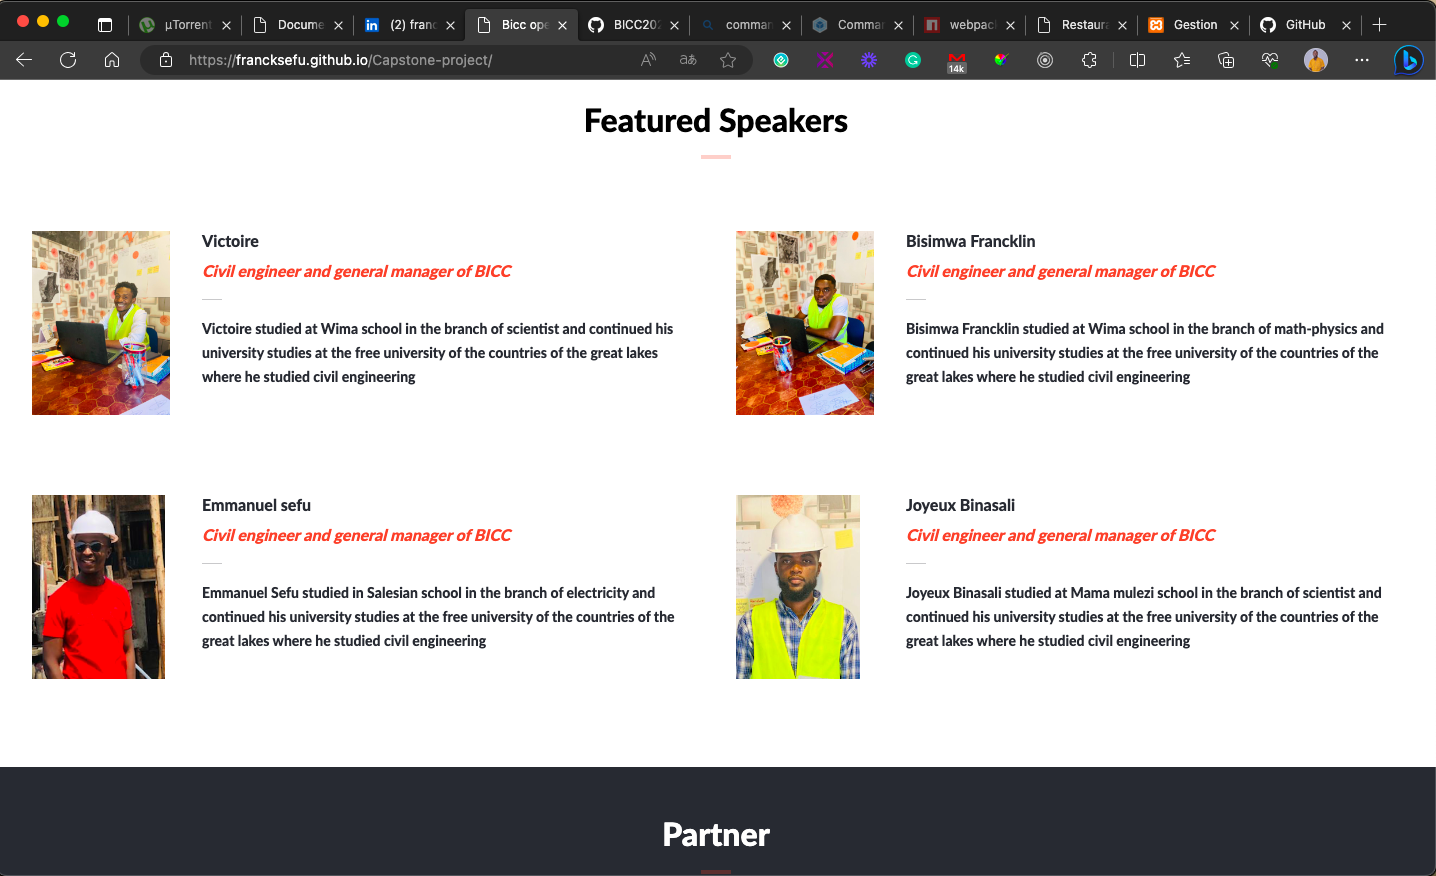 µTorrent
Docume
(2) franc
Bicc ope
BICC202
comman
Comman
webpac
Restaura
Gestion
GitHub
https://francksefu.github.io/Capstone-project/
14k
Featured Speakers
Victoire
Civil engineer and general manager of BICC
Victoire studied at Wima school in the branch of scientist and continued his
university studies at the free university of the countries of the great lakes
where he studied civil engineering
Bisimwa Francklin
Civil engineer and general manager of BICC
Bisimwa Francklin studied at Wima school in the branch of math-physics and
continued his university studies at the free university of the countries of the
great lakes where he studied civil engineering
Emmanuel sefu
Civil engineer and general manager of BICC
Emmanuel Sefu studied in Salesian school in the branch of electricity and
continued his university studies at the free university of the countries of the
great lakes where he studied civil engineering
Joyeux Binasali
Civil engineer and general manager of BICC
Joyeux Binasali studied at Mama mulezi school in the branch of scientist and
continued his university studies at the free university of the countries of the
great lakes where he studied civil engineering
Partner